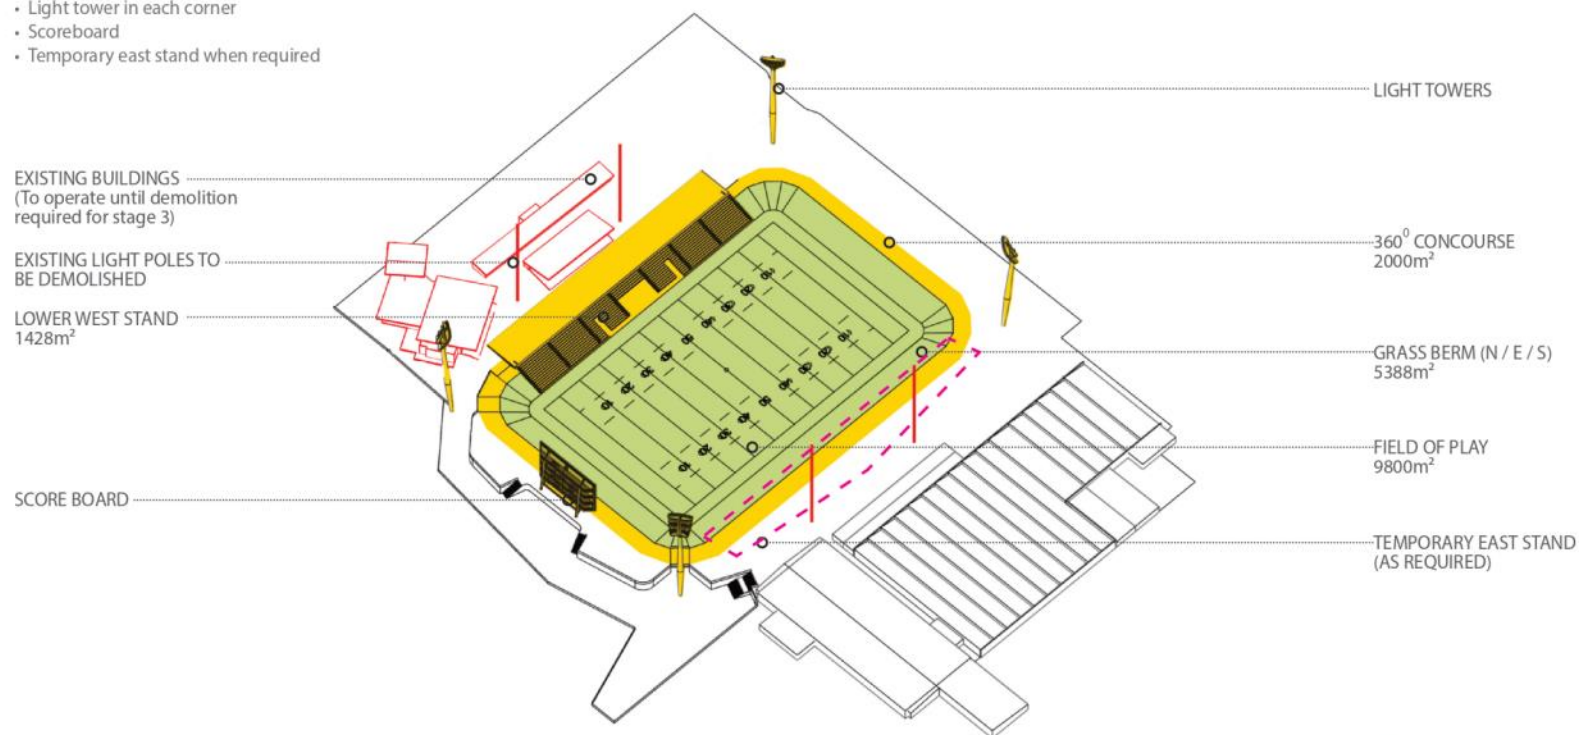 • Light tower in each corner
• Scoreboard
• Temporary east stand when required
LIGHT TOWERS
EXISTING BUILDINGS
(To operate until demolition
required for stage 3)
360⁰ CONCOURSE
2000m²
EXISTING LIGHT POLES TO
BE DEMOLISHED
LOWER WEST STAND
1428m²
GRASS BERM (N / E / S)
5388m²
FIELD OF PLAY
9800m²
SCORE BOARD
TEMPORARY EAST STAND
(AS REQUIRED)